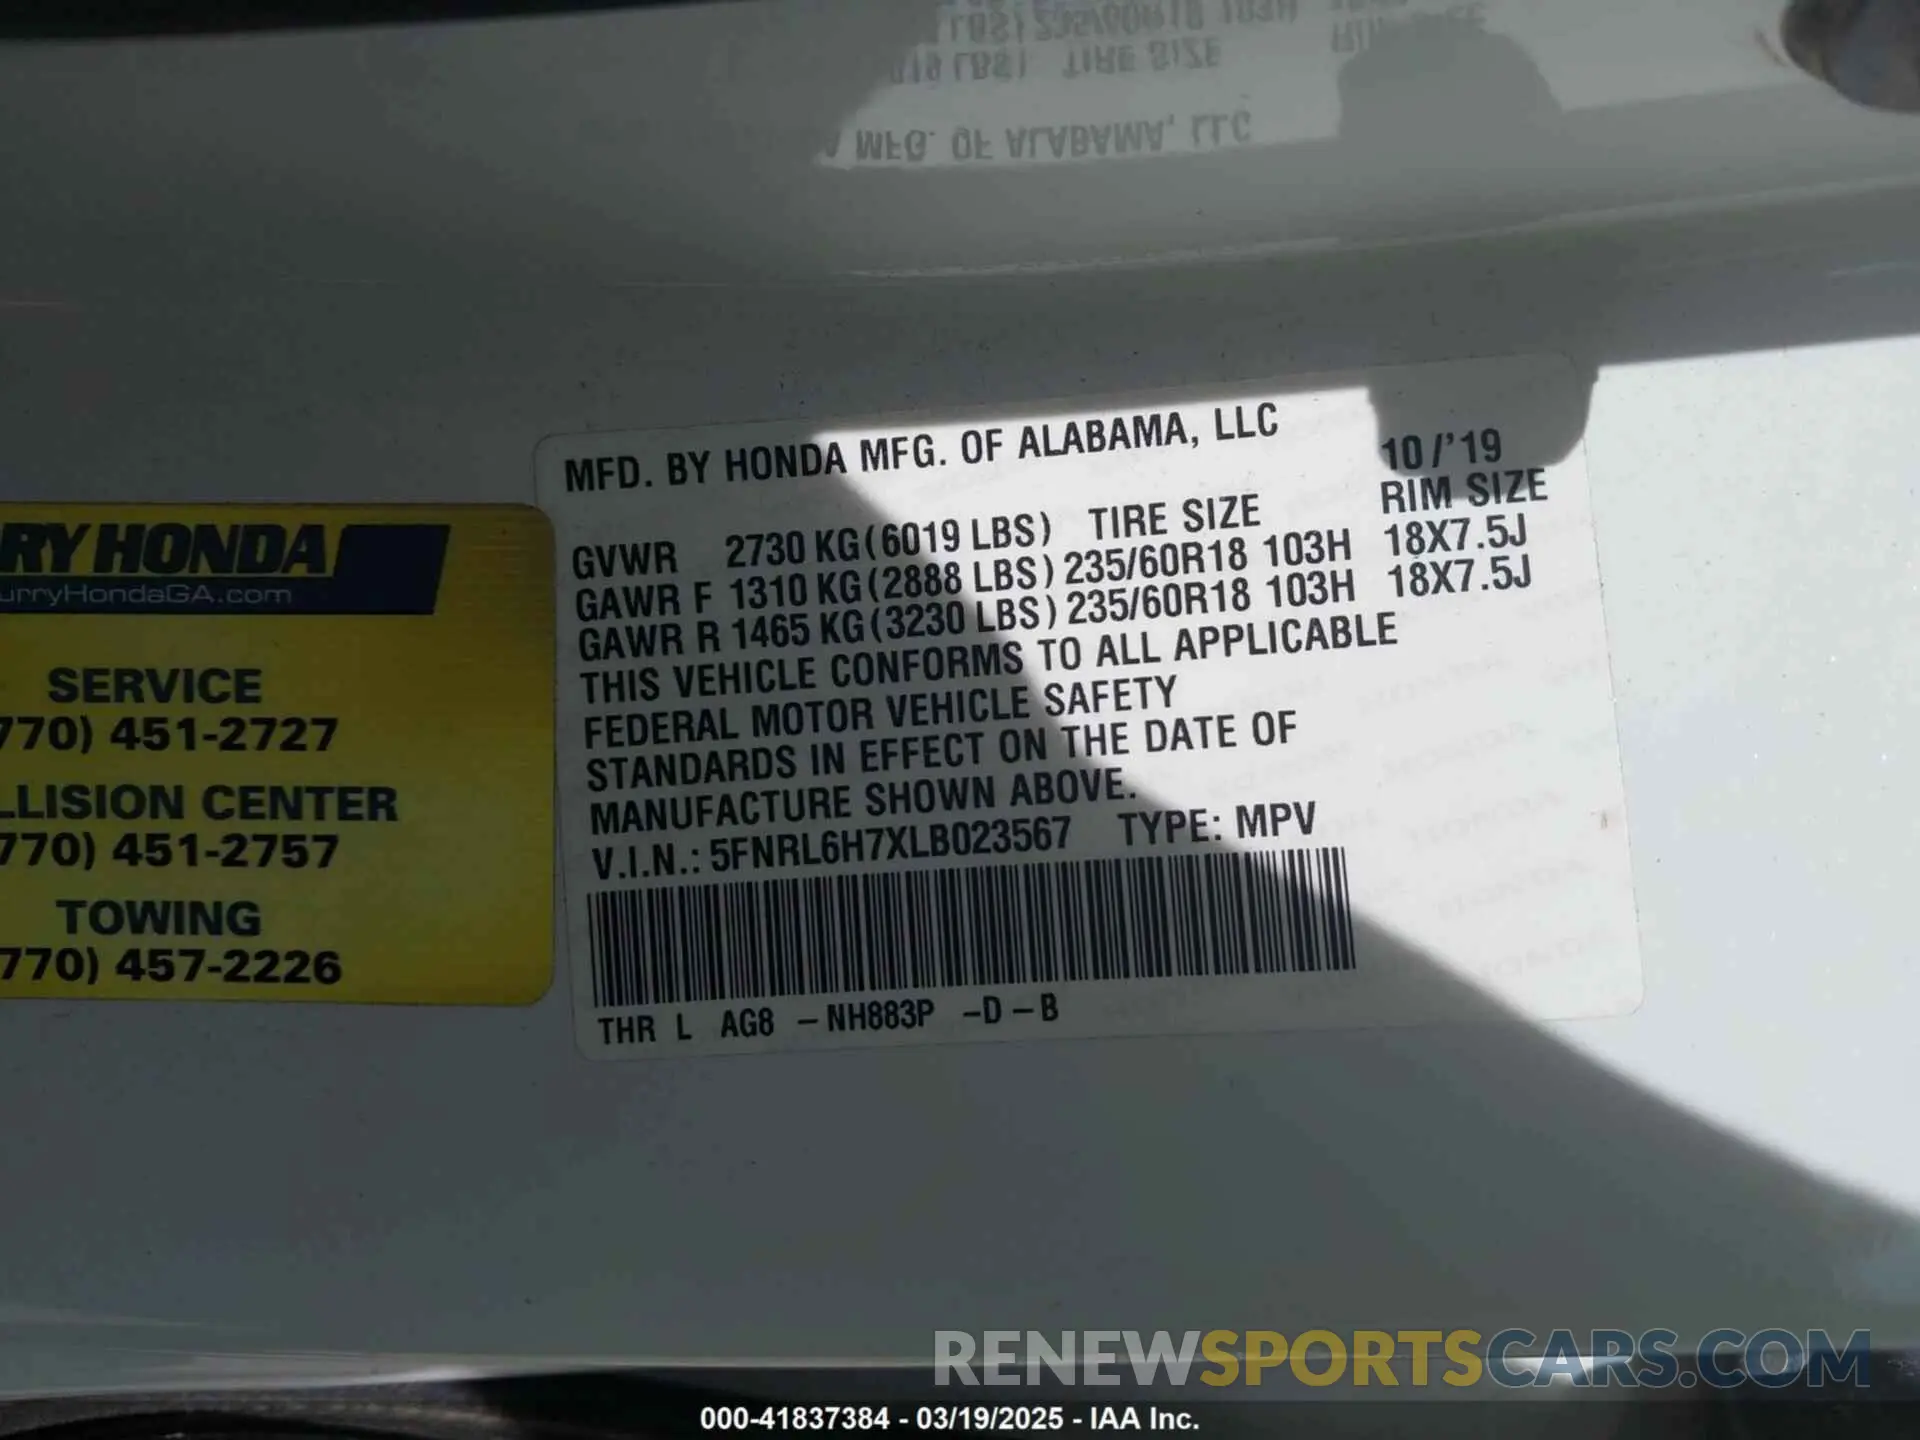 MFG. OF ALABAMA, LLC
MFD. BY HONDA MFG. OF ALABAMA, LLC
10/'19
GVWR 2730 KG (6019 LBS) TIRE SIZE RIM SIZE
GAWR F 1310 KG (2888 LBS) 235/60R18 103H 18X7.5J
GAWR R 1465 KG (3230 LBS) 235/60R18 103H 18X7.5J
THIS VEHICLE CONFORMS TO ALL APPLICABLE
FEDERAL MOTOR VEHICLE SAFETY
STANDARDS IN EFFECT ON THE DATE OF
MANUFACTURE SHOWN ABOVE.
V.I.N.: 5FNRL6H7XLB023567 TYPE: MPV
THR L AG8 -NH883P -D-B
RY HONDA
urryHondaGA.com
SERVICE
770) 451-2727
LLISION CENTER
770) 451-2757
TOWING
770) 457-2226
RENEWSPORTSCARS.COM
000-41837384 - 03/19/2025 - IAA Inc.